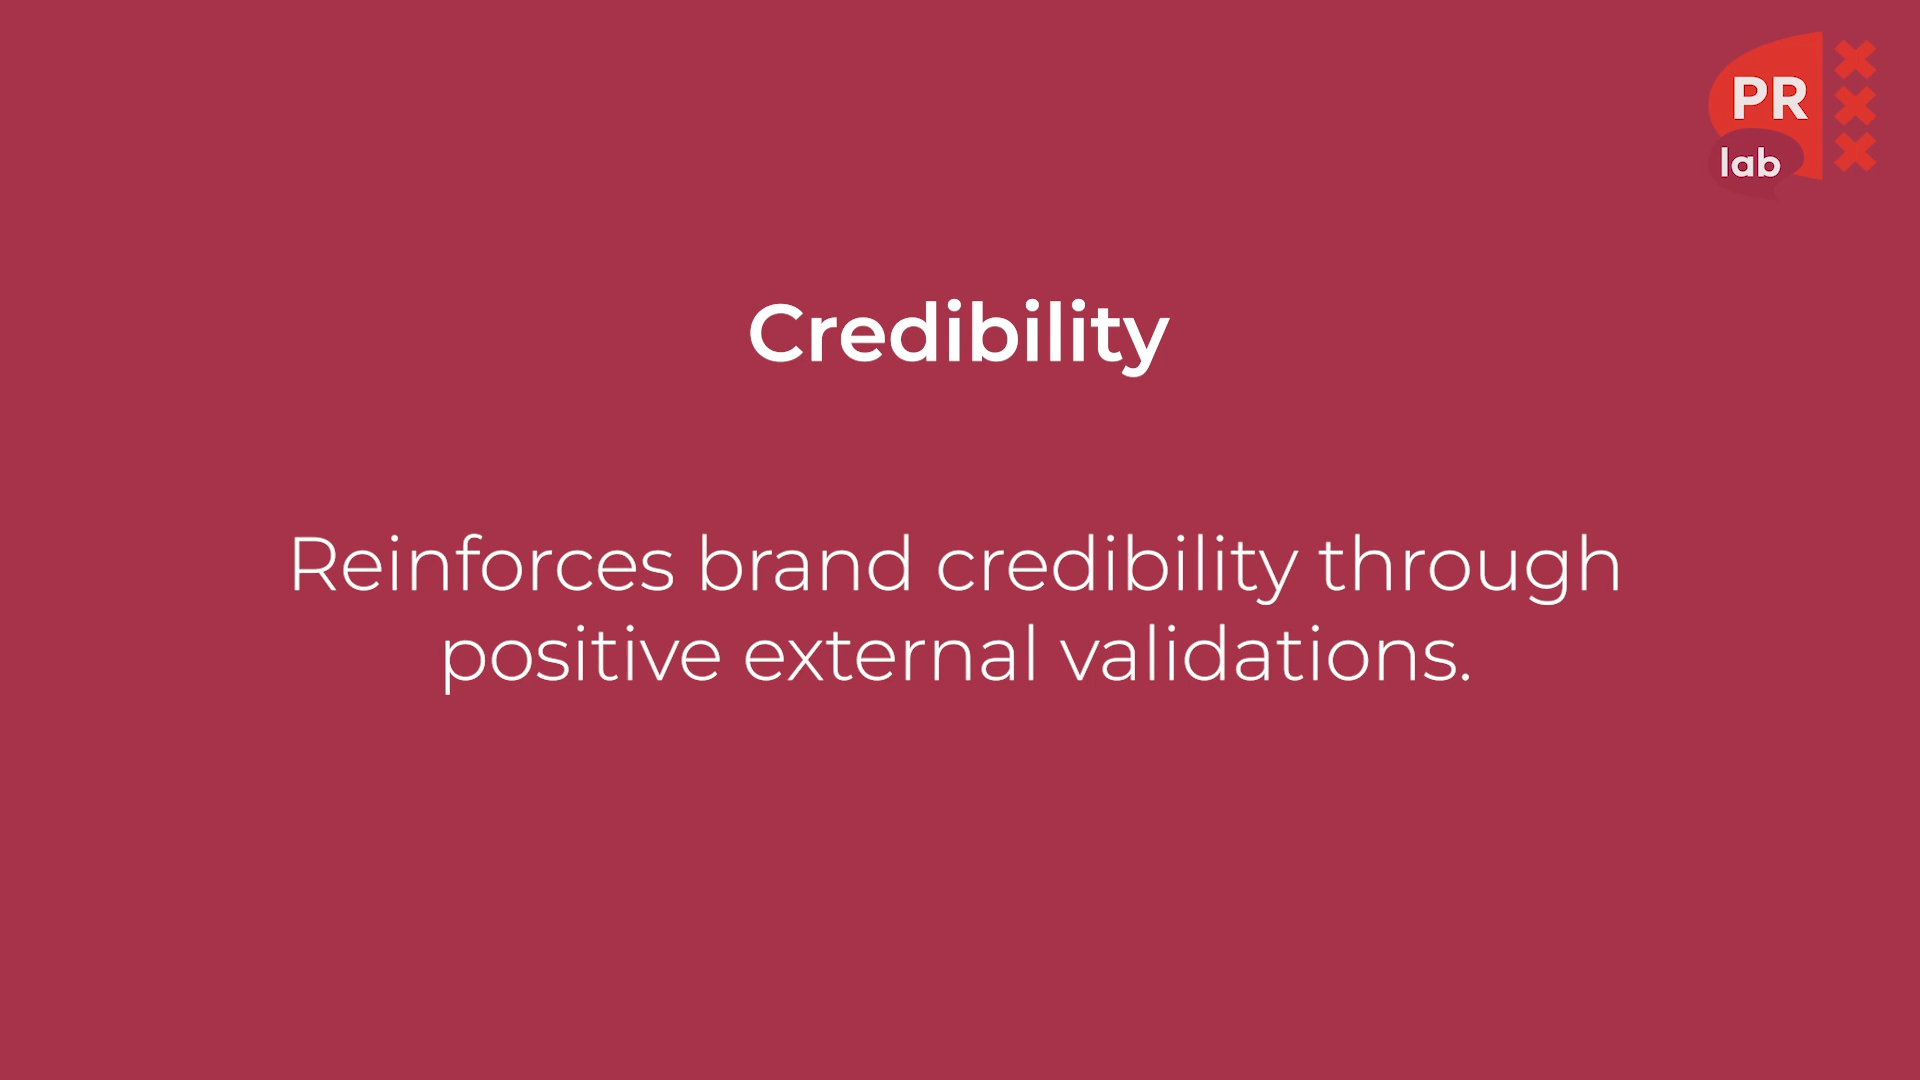 PR
lab
Credibility
Reinforces brand credibility through
positive external validations.